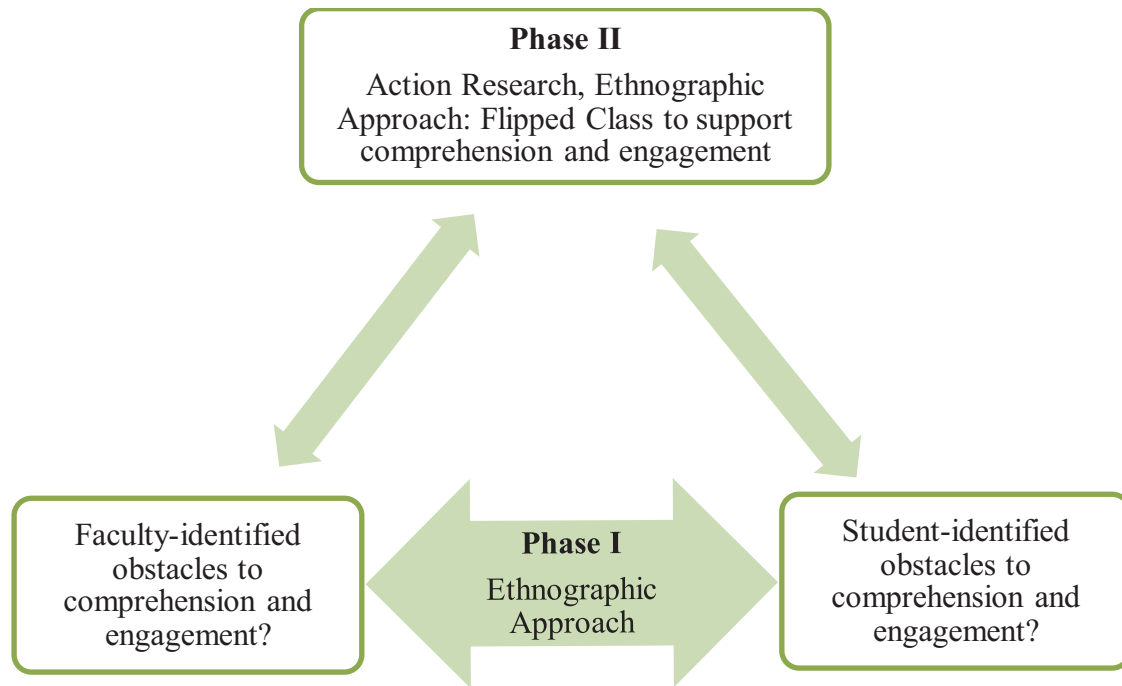 Phase II
Action Research, Ethnographic
Approach: Flipped Class to support
comprehension and engagement
Faculty-identified
obstacles to
comprehension and
engagement?
Phase I
Ethnographic
Approach
Student-identified
obstacles to
comprehension and
engagement?